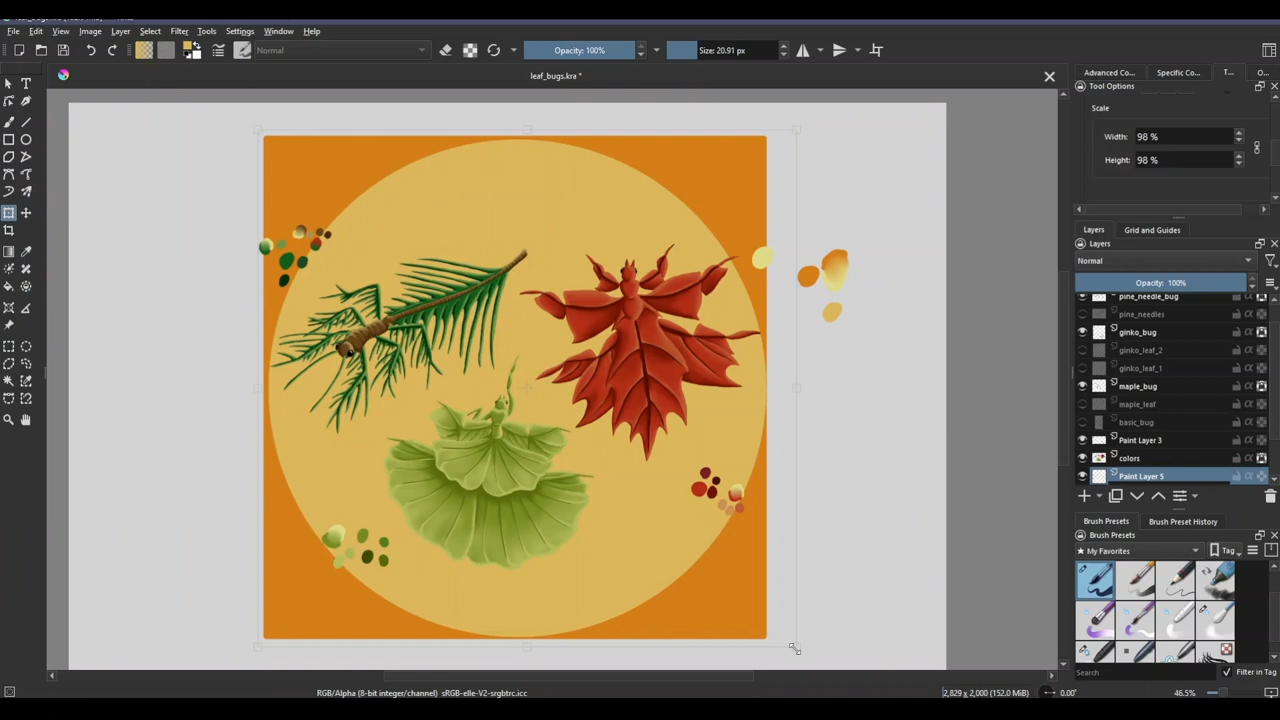 File Edit View Image Layer Select Filter Tools Settings Window Help
Normal Opacity: 100% Size: 20.91 px
leaf_bugs.kra *
Advanced Co... Specific Co... T... O...
Tool Options
Scale
Width: 98 %
Height: 98 %
Layers Grid and Guides
Layers
Normal
Opacity: 100%
pine_needle_bug
pine_needles
ginko_bug
ginko_leaf_2
ginko_leaf_1
maple_bug
maple_leaf
basic_bug
Paint Layer 3
colors
Paint Layer 5
Brush Presets Brush Preset History
Brush Presets
My Favorites Tag
Search Filter in Tag
RGB/Alpha (8-bit integer/channel) sRGB-elle-V2-srgbtrc.icc 2,829 x 2,000 (152.0 MiB) 0.00° 46.5%